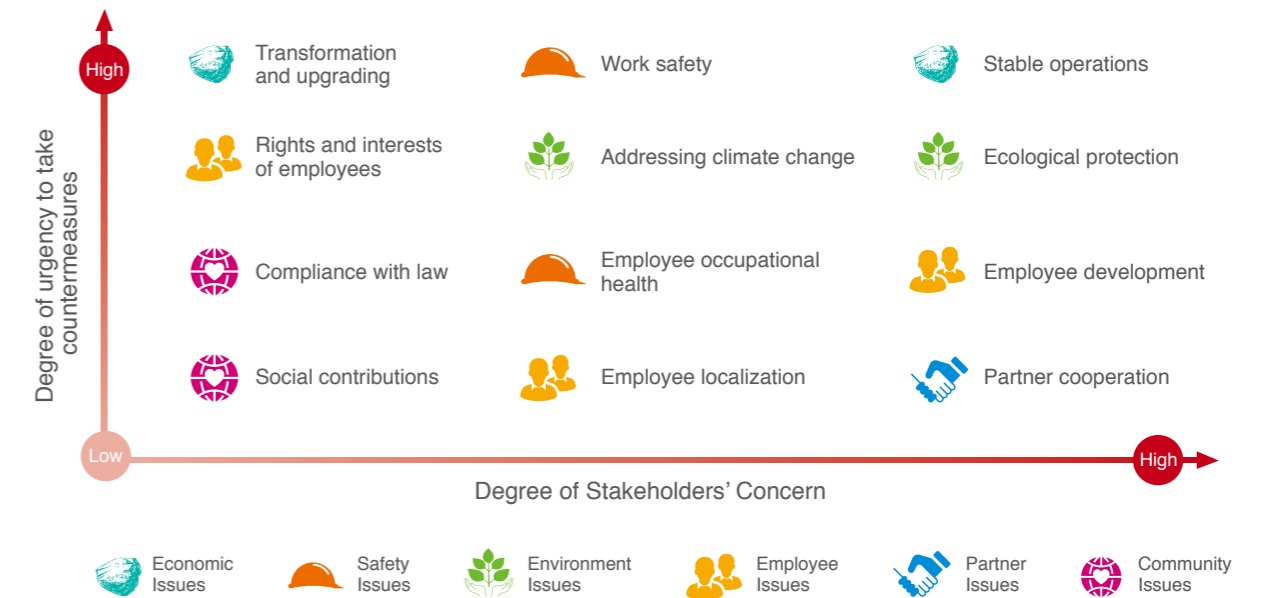 High
Transformation
and upgrading
Work safety
Stable operations
Degree of urgency to take
countermeasures
Rights and interests
of employees
Addressing climate change
Ecological protection
Compliance with law
Employee occupational
health
Employee development
Social contributions
Employee localization
Partner cooperation
Low
High
Degree of Stakeholders’ Concern
Economic
Issues
Safety
Issues
Environment
Issues
Employee
Issues
Partner
Issues
Community
Issues